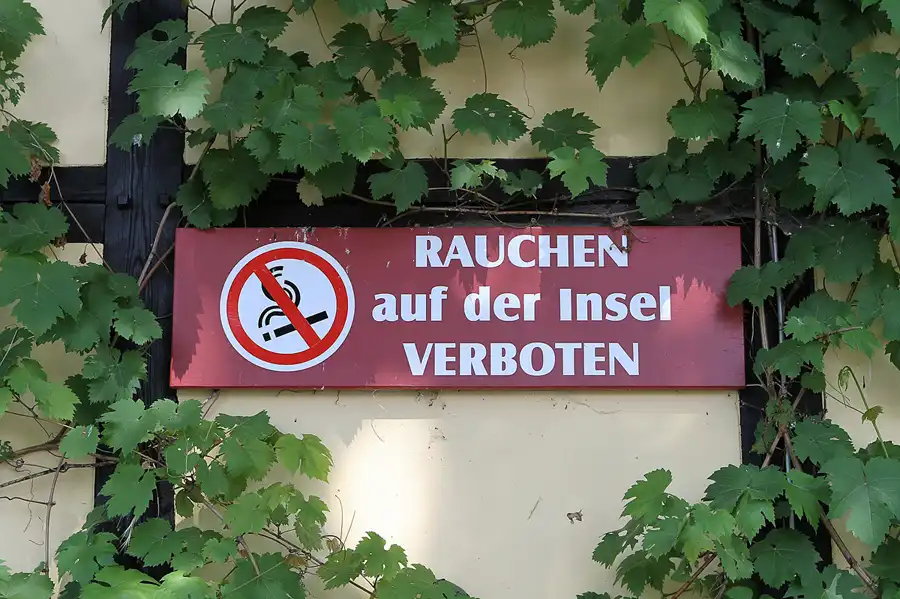 RAUCHEN
auf der Insel
VERBOTEN